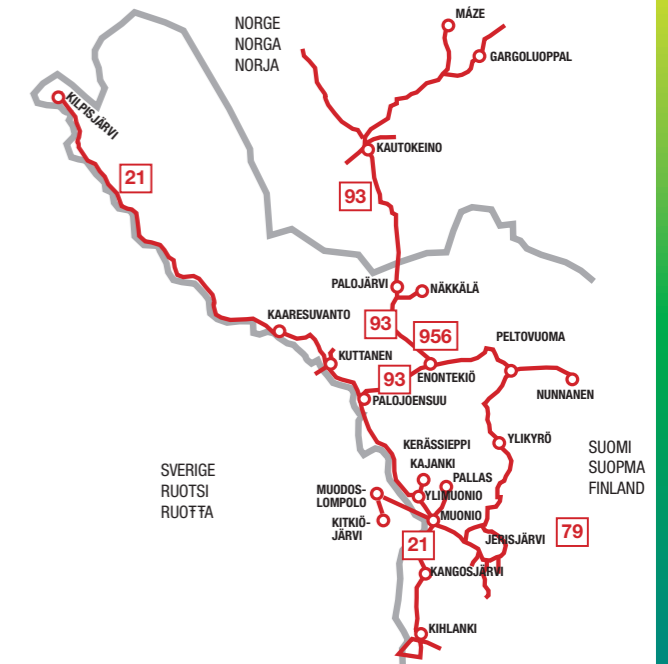 NORGE
NORGA
NORJA
MÁZE
GARGOLUOPPAL
KILPISJÄRVI
KAUTOKEINO
21
93
PALOJÄRVI
NÄKKÄLÄ
KAARESUVANTO
93
956
PELTOVUOMA
KUTTANEN
93
ENONTEKIÖ
NUNNANEN
PALOJOENSUU
KERÄSSIEPPI
YLIKYRÖ
SUOMI
SUOPMA
FINLAND
SVERIGE
RUOTSI
RUOŦŦA
KAJANKI
PALLAS
MUODOS-
LOMPOLO
YLIMUONIO
MUONIO
KITKIÖ-
JÄRVI
JERISJÄRVI
79
21
KANGOSJÄRVI
KIHLANKI